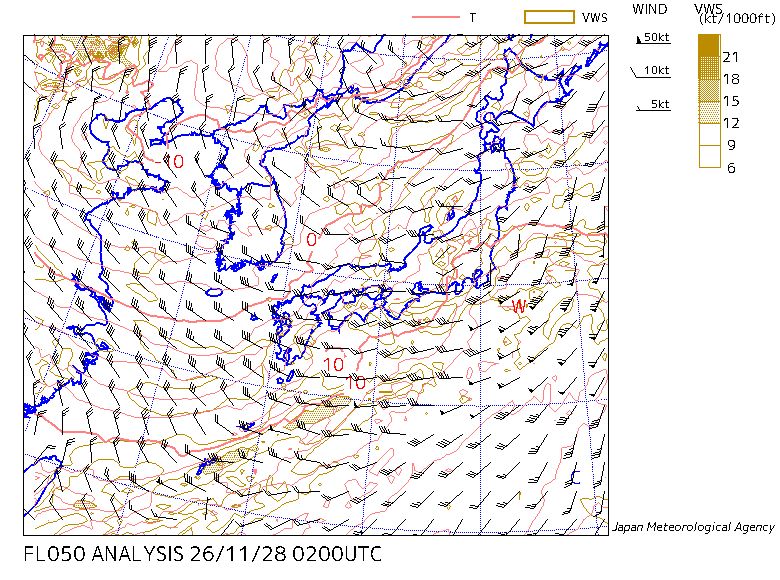 T
VWS
WIND
VWS
(kt/1000ft)
50kt
10kt
5kt
21
18
15
12
9
6
10
0
W
10
10
C
Japan Meteorological Agency
FL050 ANALYSIS 26/11/28 0200UTC